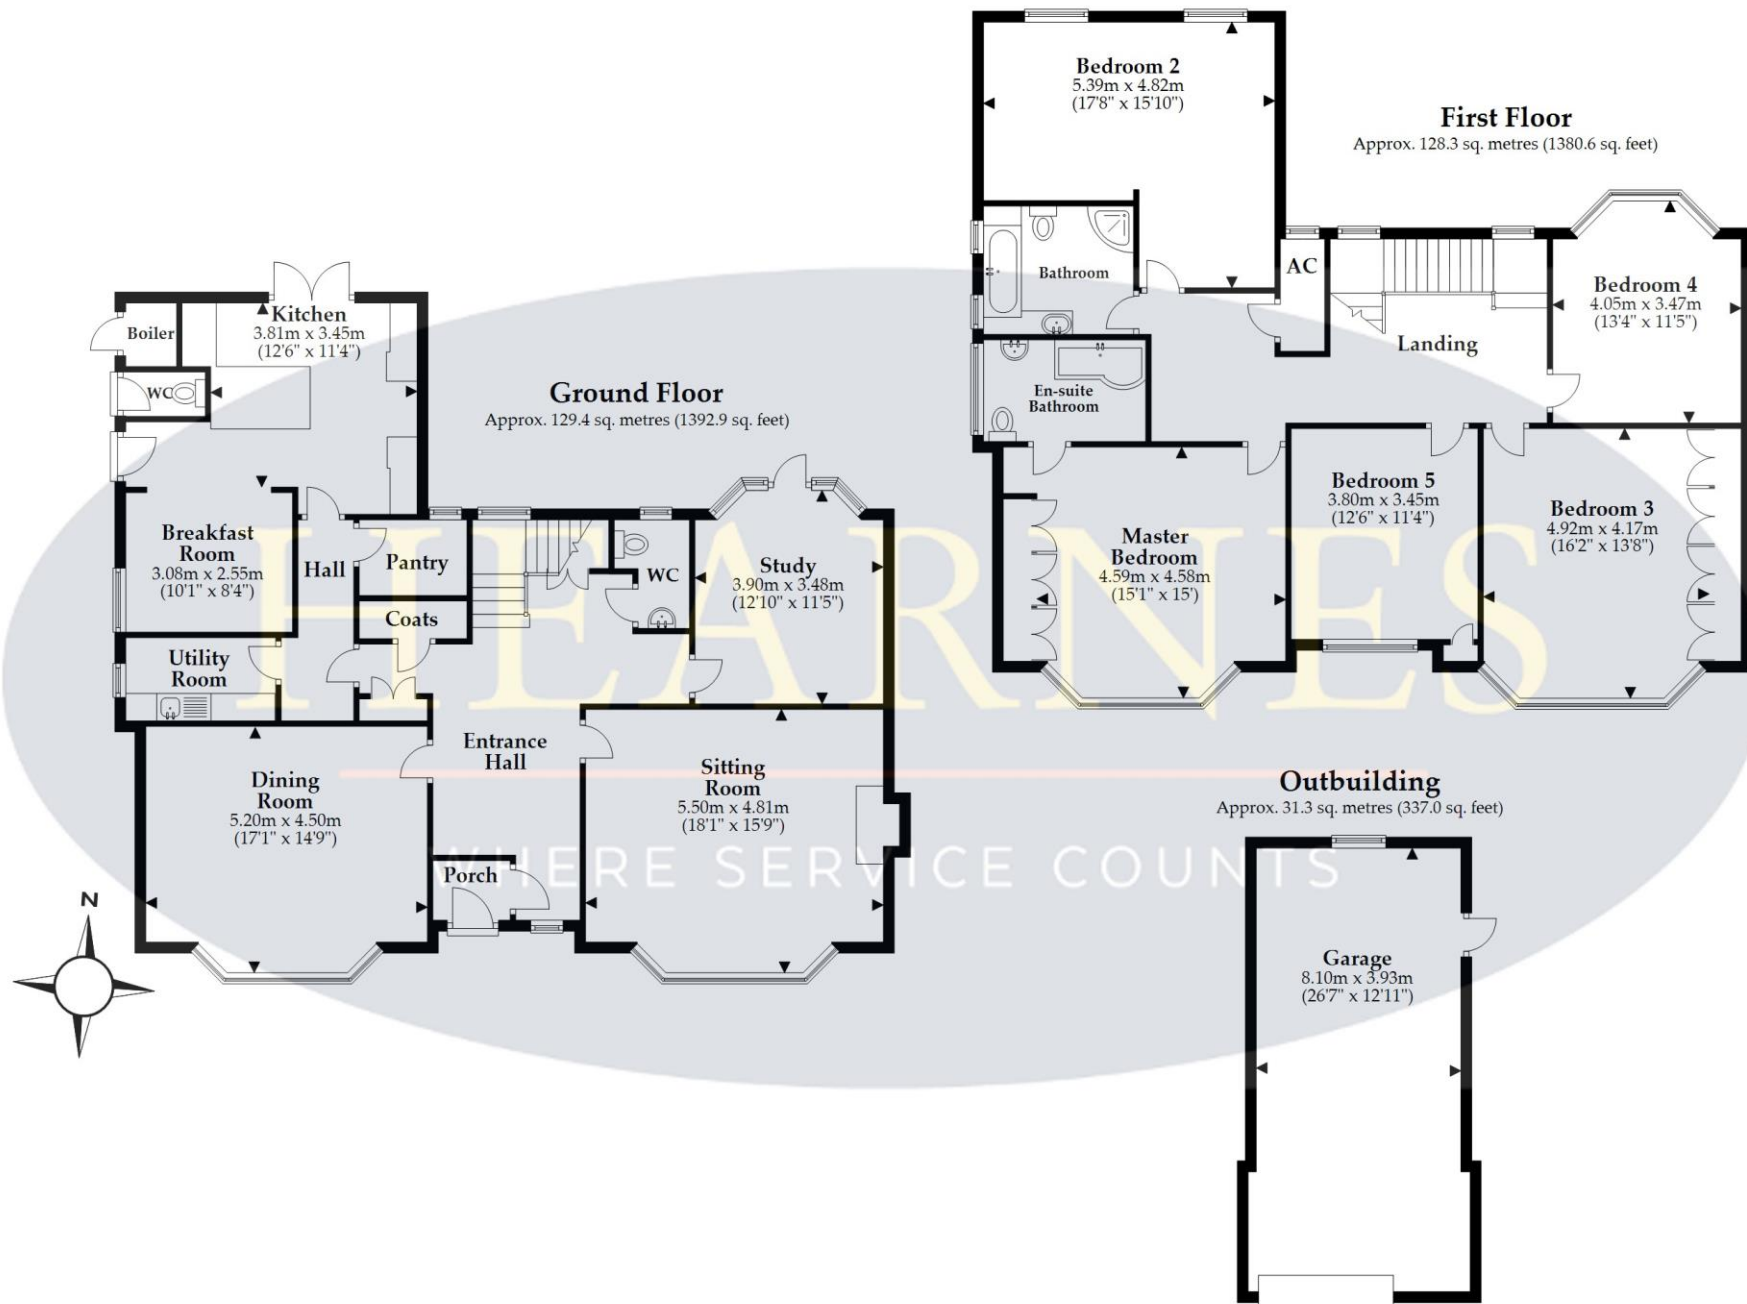 Bedroom 2
5.39m x 4.82m
(17'8" x 15'10")
First Floor
Approx. 128.3 sq. metres (1380.6 sq. feet)
Bathroom
AC
Bedroom 4
4.05m x 3.47m
(13'4" x 11'5")
Landing
En-suite
Bathroom
Bedroom 5
3.80m x 3.45m
(12'6" x 11'4")
Bedroom 3
4.92m x 4.17m
(16'2" x 13'8")
Master
Bedroom
4.59m x 4.58m
(15'1" x 15')
Kitchen
3.81m x 3.45m
(12'6" x 11'4")
Boiler
WC
Ground Floor
Approx. 129.4 sq. metres (1392.9 sq. feet)
Breakfast
Room
3.08m x 2.55m
(10'1" x 8'4")
Hall
Pantry
Coats
WC
Study
3.90m x 3.48m
(12'10" x 11'5")
Utility
Room
Entrance
Hall
Dining
Room
5.20m x 4.50m
(17'1" x 14'9")
Sitting
Room
5.50m x 4.81m
(18'1" x 15'9")
Porch
Outbuilding
Approx. 31.3 sq. metres (337.0 sq. feet)
Garage
8.10m x 3.93m
(26'7" x 12'11")
N
HEARNES
WHERE SERVICE COUNTS